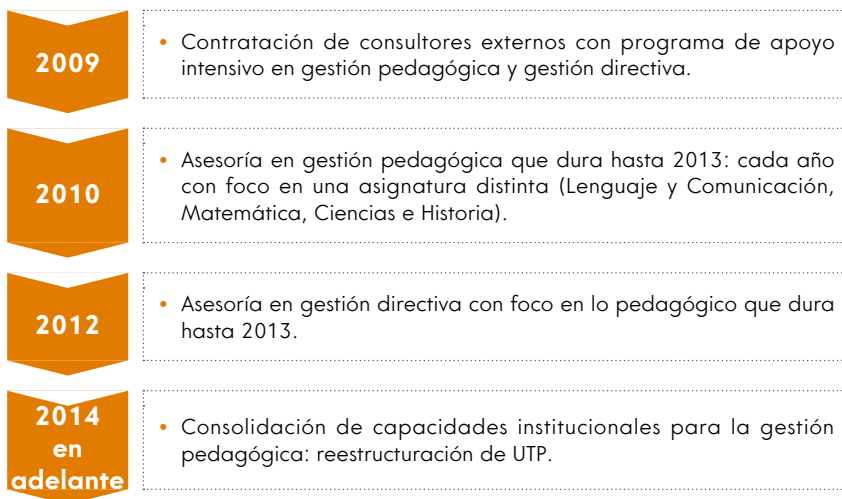 2009
• Contratación de consultores externos con programa de apoyo
intensivo en gestión pedagógica y gestión directiva.
2010
• Asesoría en gestión pedagógica que dura hasta 2013: cada año
con foco en una asignatura distinta (Lenguaje y Comunicación,
Matemática, Ciencias e Historia).
2012
• Asesoría en gestión directiva con foco en lo pedagógico que dura
hasta 2013.
2014
en
adelante
• Consolidación de capacidades institucionales para la gestión
pedagógica: reestructuración de UTP.